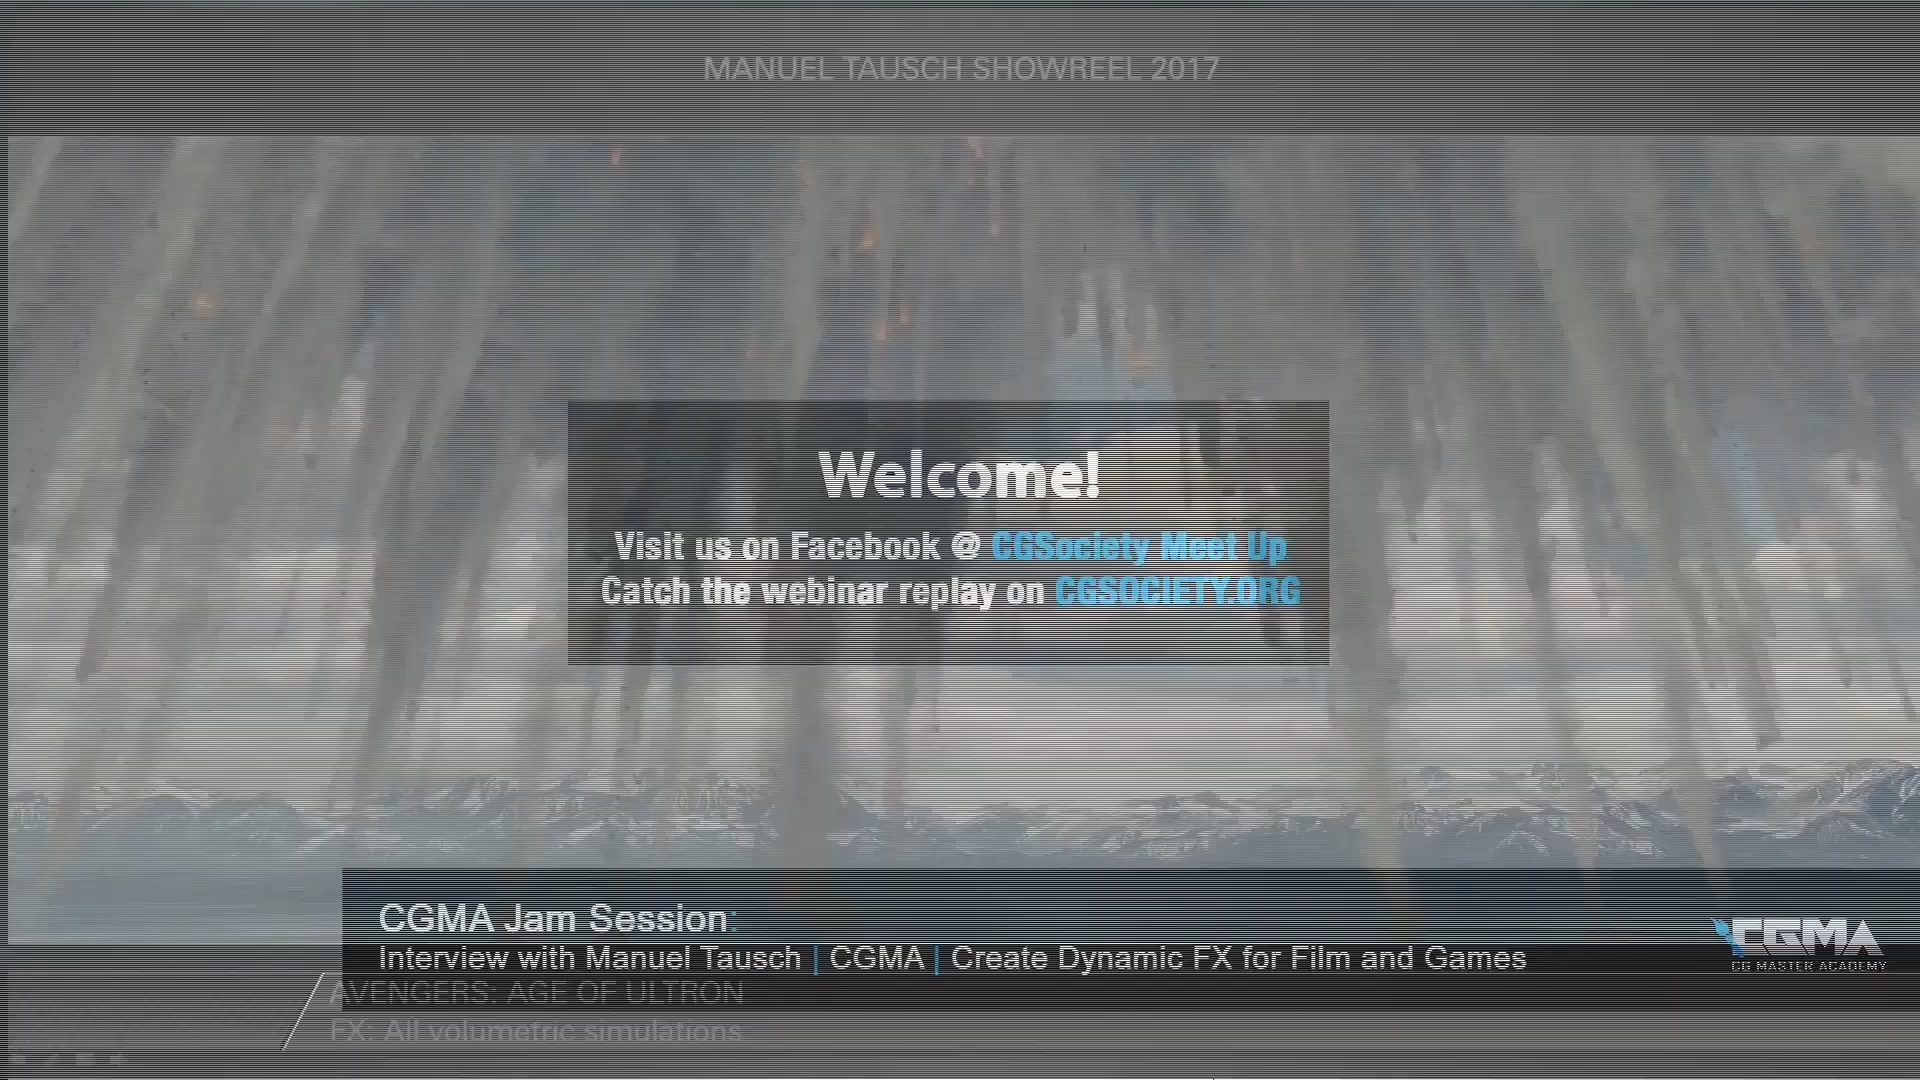 MANUEL TAUSCH SHOWREEL 2017
Welcome!
Visit us on Facebook @ CGSociety Meet Up
Catch the webinar replay on CGSOCIETY.ORG
CGMA Jam Session:
Interview with Manuel Tausch | CGMA | Create Dynamic FX for Film and Games
CGMA
CG MASTER ACADEMY
AVENGERS: AGE OF ULTRON
FX: All volumetric simulations